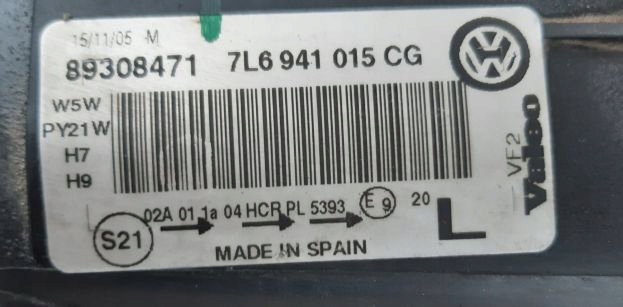 15/11/05 M
89308471 7L6 941 015 CG
W5W
PY21W
H7
H9
VF2
Valeo
02A 01 1a 04 HCR PL 5393 E9 20
L
S21
MADE IN SPAIN